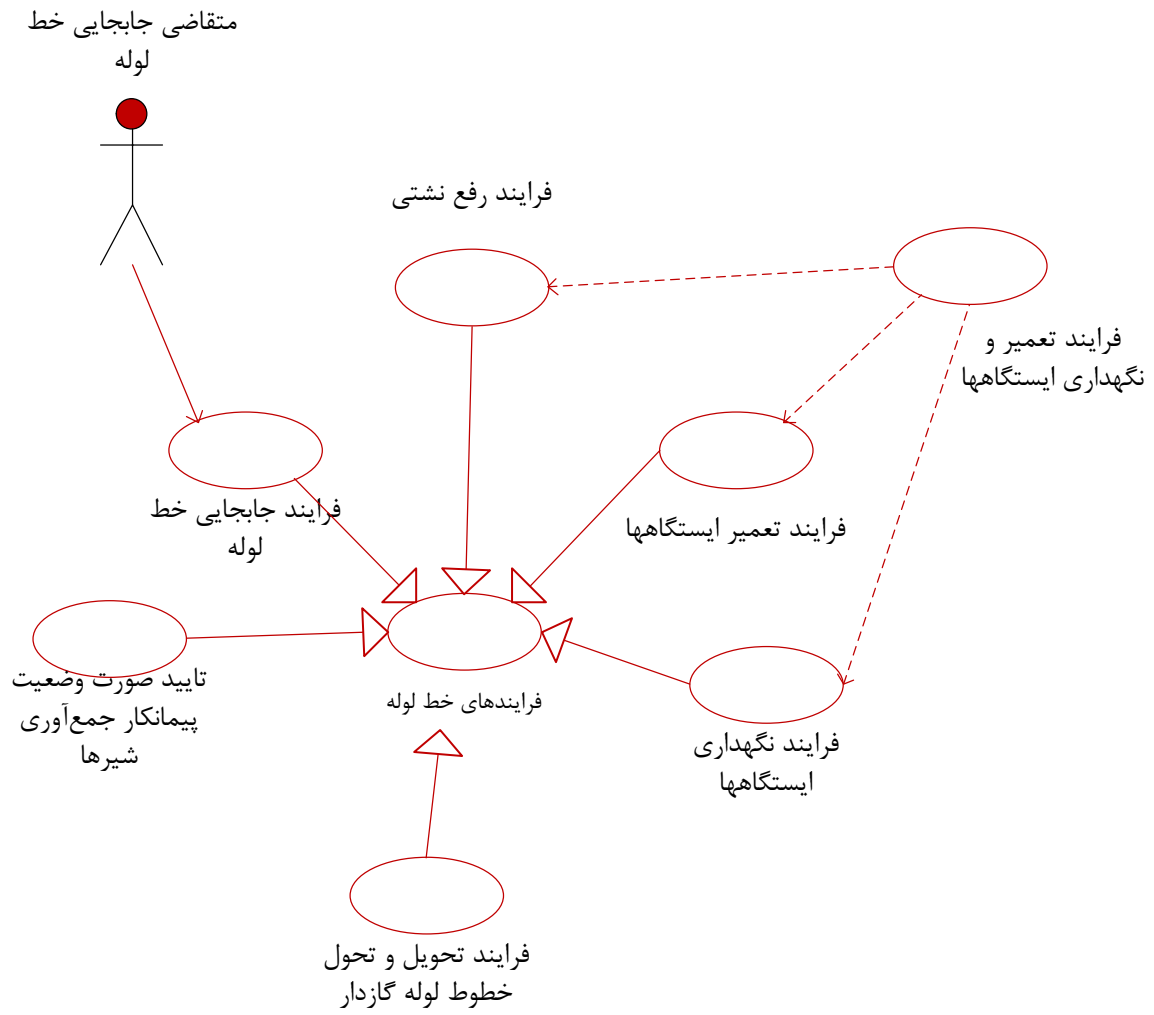 متقاضی جابجایی خط
لوله
فرایند رفع نشتی
فرایند تعمیر و
نگهداری ایستگاهها
فرایند جابجایی خط
لوله
فرایند تعمیر ایستگاهها
تایید صورت وضعیت
پیمانکار جمع‌آوری
شیرها
فرایندهای خط لوله
فرایند نگهداری
ایستگاهها
فرایند تحویل و تحول
خطوط لوله گازدار